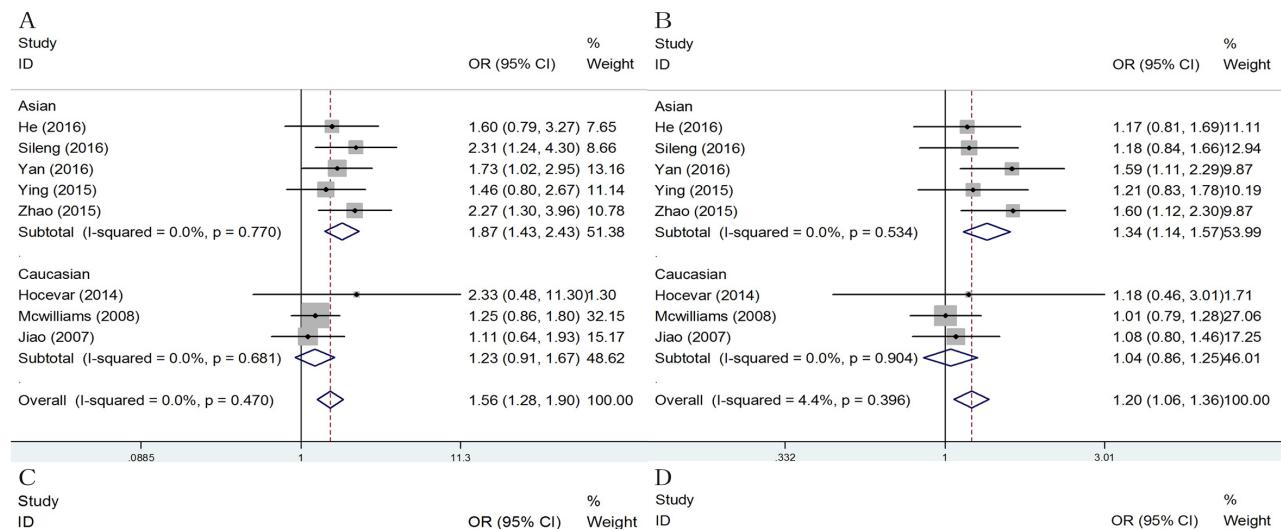 A
Study %
ID OR (95% CI) Weight
Asian
He (2016) 1.60 (0.79, 3.27) 7.65
Sileng (2016) 2.31 (1.24, 4.30) 8.66
Yan (2016) 1.73 (1.02, 2.95) 13.16
Ying (2015) 1.46 (0.80, 2.67) 11.14
Zhao (2015) 2.27 (1.30, 3.96) 10.78
Subtotal (I-squared = 0.0%, p = 0.770) 1.87 (1.43, 2.43) 51.38
.
Caucasian
Hocevar (2014) 2.33 (0.48, 11.30) 1.30
Mcwilliams (2008) 1.25 (0.86, 1.80) 32.15
Jiao (2007) 1.11 (0.64, 1.93) 15.17
Subtotal (I-squared = 0.0%, p = 0.681) 1.23 (0.91, 1.67) 48.62
.
Overall (I-squared = 0.0%, p = 0.470) 1.56 (1.28, 1.90) 100.00
.0885 1 11.3
B
Study %
ID OR (95% CI) Weight
Asian
He (2016) 1.17 (0.81, 1.69) 11.11
Sileng (2016) 1.18 (0.84, 1.66) 12.94
Yan (2016) 1.59 (1.11, 2.29) 9.87
Ying (2015) 1.21 (0.83, 1.78) 10.19
Zhao (2015) 1.60 (1.12, 2.30) 9.87
Subtotal (I-squared = 0.0%, p = 0.534) 1.34 (1.14, 1.57) 53.99
.
Caucasian
Hocevar (2014) 1.18 (0.46, 3.01) 1.71
Mcwilliams (2008) 1.01 (0.79, 1.28) 27.06
Jiao (2007) 1.08 (0.80, 1.46) 17.25
Subtotal (I-squared = 0.0%, p = 0.904) 1.04 (0.86, 1.25) 46.01
.
Overall (I-squared = 4.4%, p = 0.396) 1.20 (1.06, 1.36) 100.00
.332 1 3.01
C
Study %
ID OR (95% CI) Weight
D
Study %
ID OR (95% CI) Weight